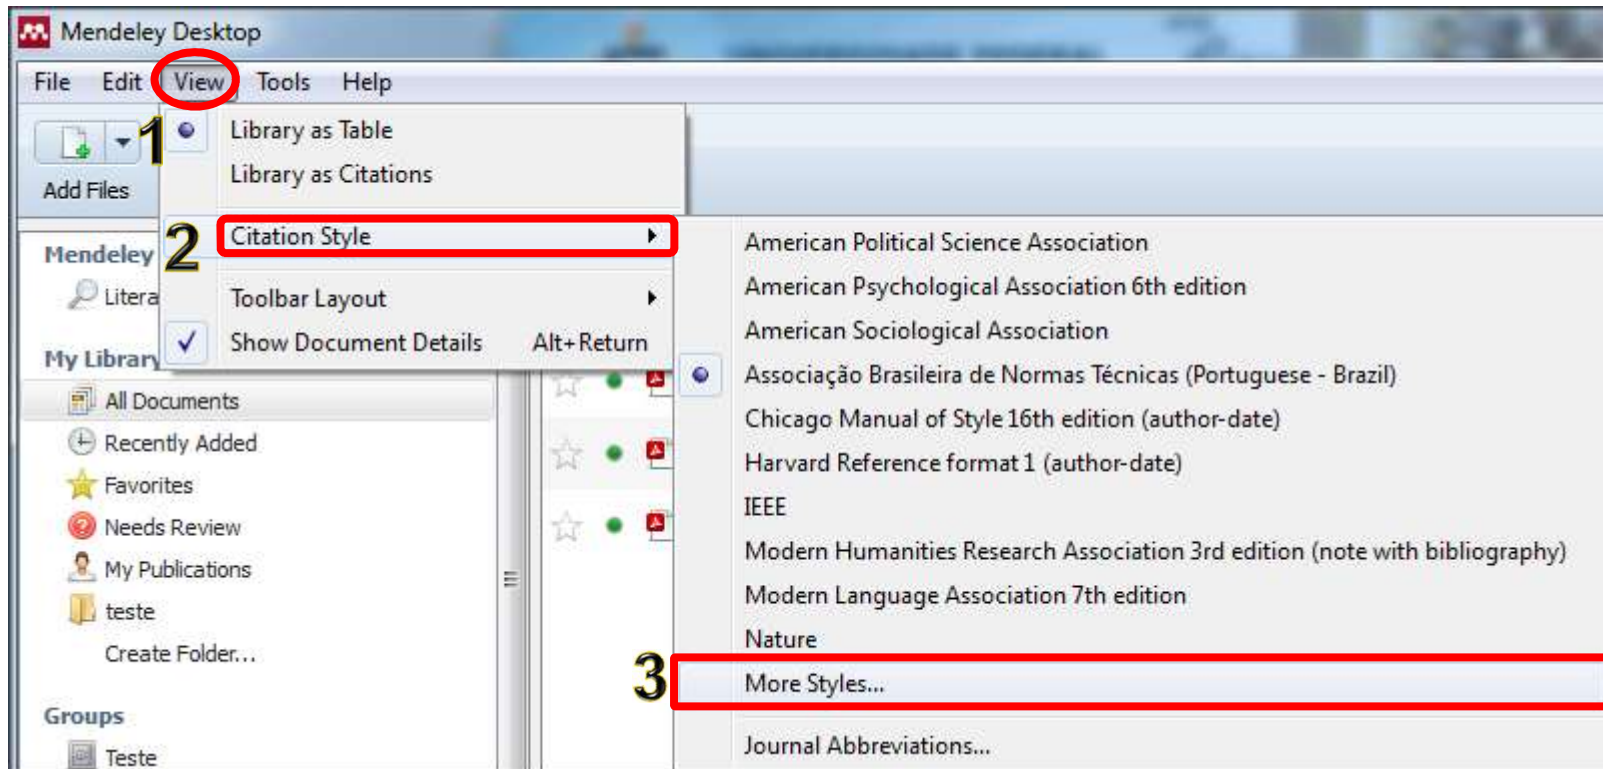 Mendeley Desktop
File Edit View Tools Help
1
Library as Table
Library as Citations
Add Files
2
Citation Style
Toolbar Layout
Show Document Details Alt+Return
Mendeley
My Library
All Documents
Recently Added
Favorites
Needs Review
My Publications
teste
Create Folder...
Groups
Teste
American Political Science Association
American Psychological Association 6th edition
American Sociological Association
Associação Brasileira de Normas Técnicas (Portuguese - Brazil)
Chicago Manual of Style 16th edition (author-date)
Harvard Reference format 1 (author-date)
IEEE
Modern Humanities Research Association 3rd edition (note with bibliography)
Modern Language Association 7th edition
Nature
3
More Styles...
Journal Abbreviations...